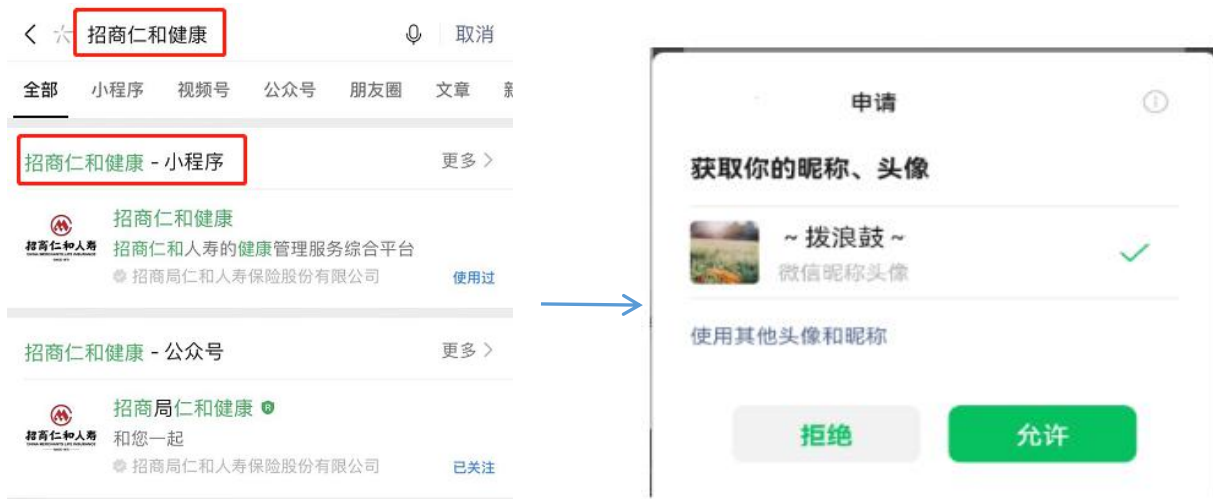 招商仁和健康
取消
全部 小程序 视频号 公众号 朋友圈 文章
招商仁和健康 - 小程序
更多
招商仁和健康
招商仁和人寿的健康管理服务综合平台
招商局仁和人寿保险股份有限公司
使用过
招商仁和人寿
招商仁和健康 - 公众号
更多
招商局仁和健康
和您一起
招商局仁和人寿保险股份有限公司
已关注
招商仁和人寿
申请
获取你的昵称、头像
~ 拨浪鼓 ~
微信昵称头像
使用其他头像和昵称
拒绝
允许